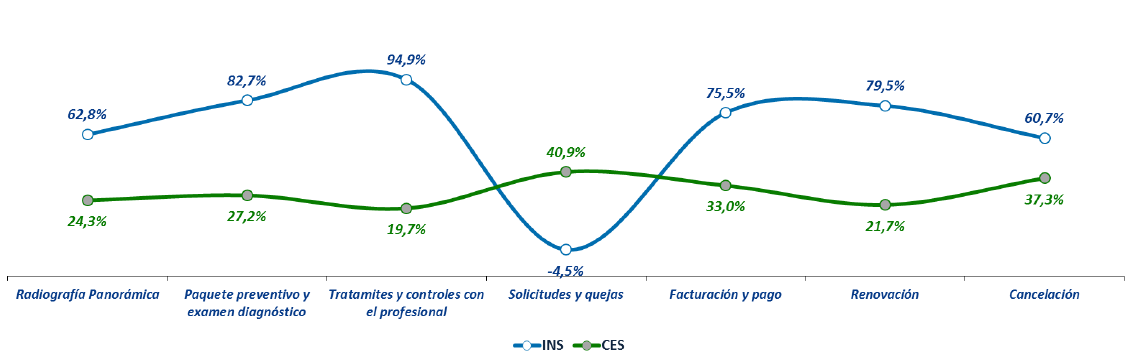 94,9%
82,7%
79,5%
75,5%
62,8%
60,7%
40,9%
37,3%
33,0%
27,2%
24,3%
21,7%
19,7%
-4,5%
Radiografía Panorámica
Paquete preventivo y
examen diagnóstico
Tratamites y controles con
el profesional
Solicitudes y quejas
Facturación y pago
Renovación
Cancelación
INS
CES